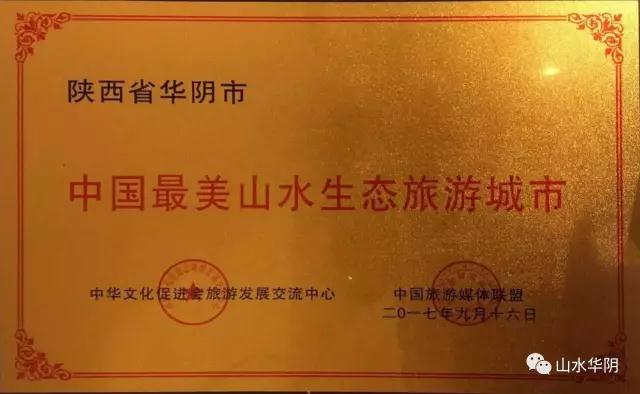 陕西省华阴市
中国最美山水生态旅游城市
中华文化促进会旅游发展交流中心
中国旅游媒体联盟
二〇一七年九月十六日
山水华阴